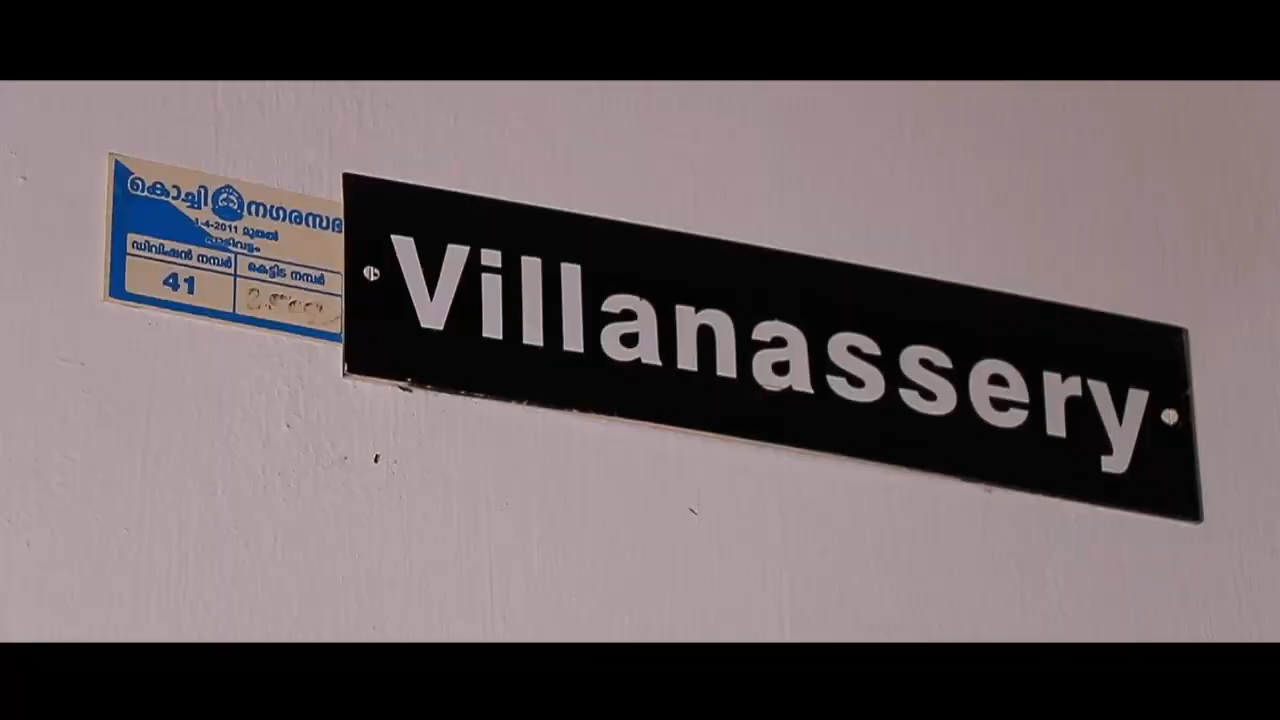 കൊച്ചി നഗരസഭ
1-4-2011 മുതൽ
ഡിവിഷൻ നമ്പർ
കെട്ടിട നമ്പർ
41
Villanassery